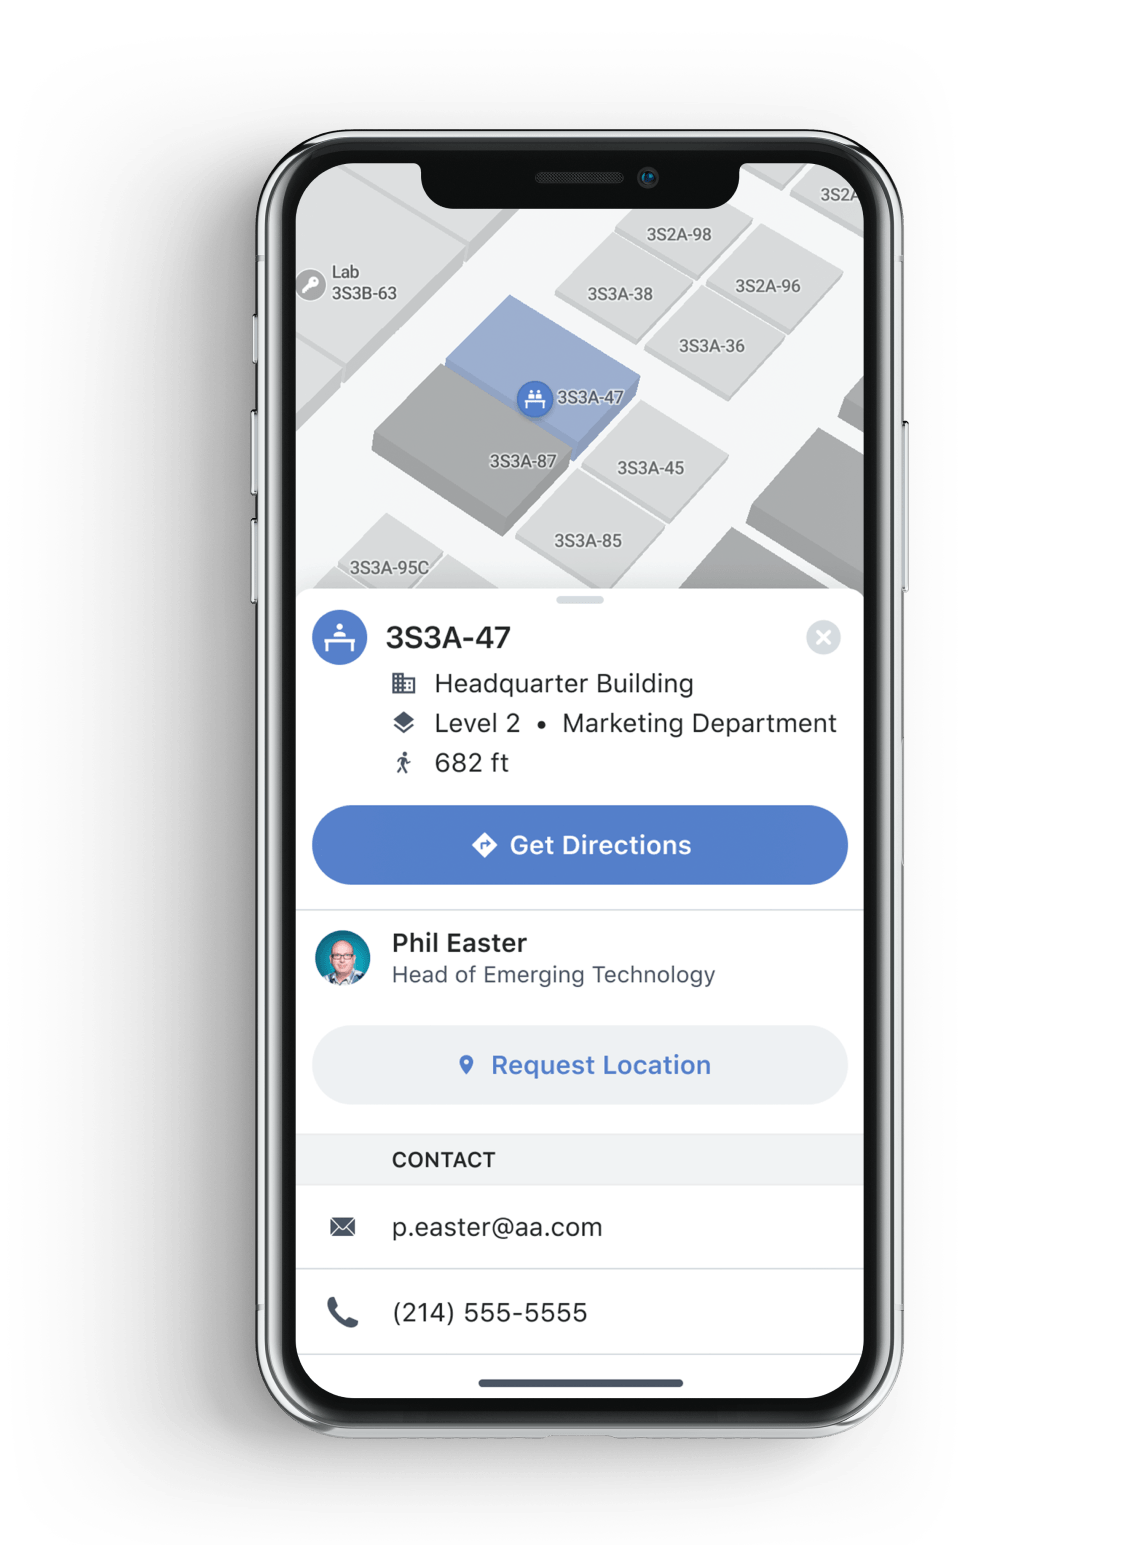 3S2A
3S2A-98
Lab
3S3B-63
3S3A-38
3S2A-96
3S3A-36
3S3A-47
3S3A-87
3S3A-45
3S3A-85
3S3A-95C
3S3A-47
Headquarter Building
Level 2 • Marketing Department
682 ft
Get Directions
Phil Easter
Head of Emerging Technology
Request Location
CONTACT
p.easter@aa.com
(214) 555-5555